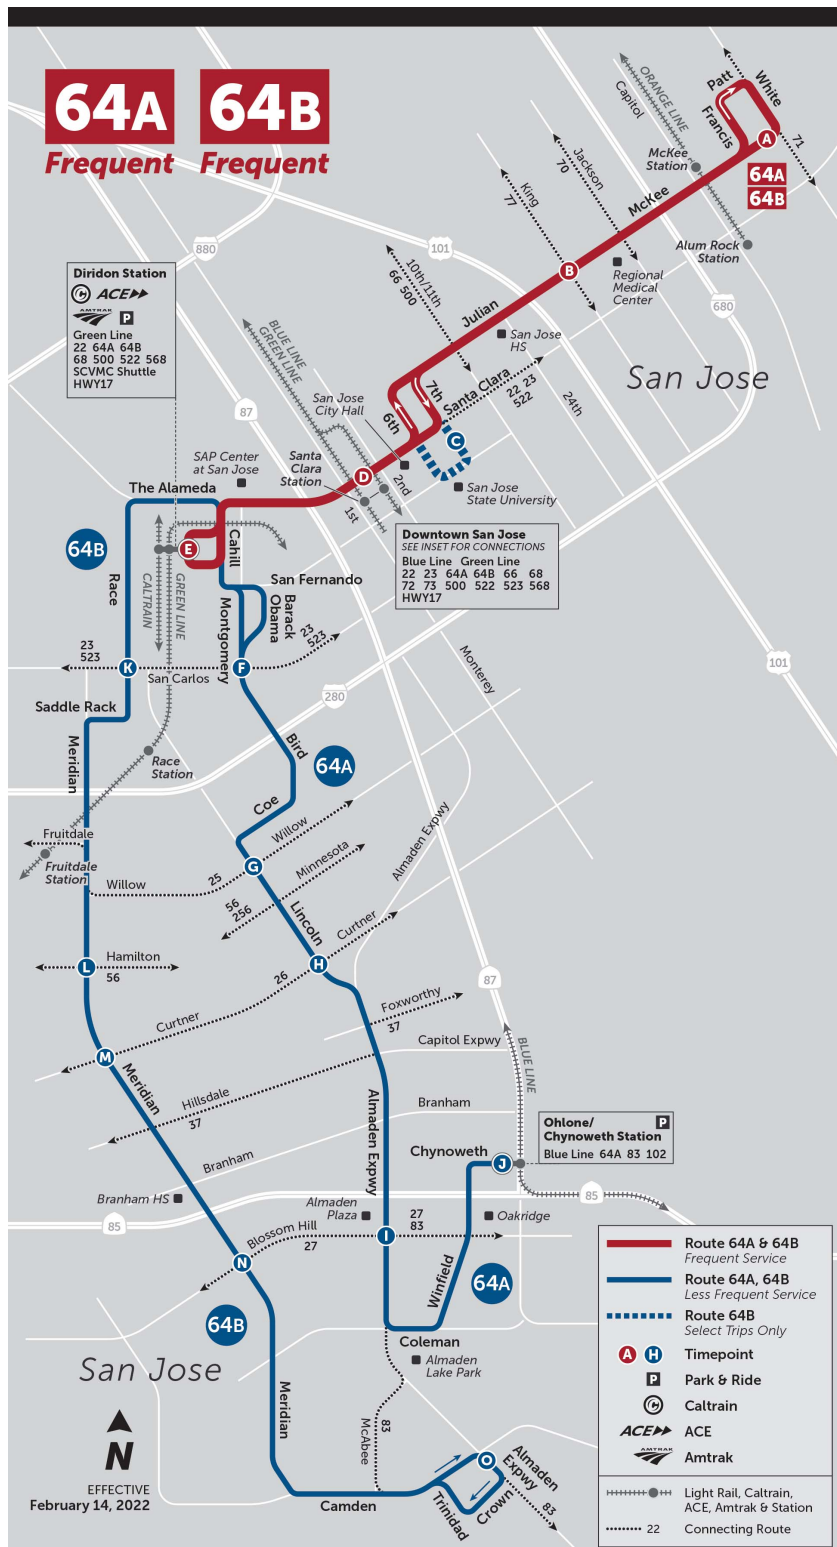 64A
64B
Frequent
Frequent
ORANGE LINE
Capitol
Patt
White
Francis
A
71
McKee
Station
64A
64B
Jackson
70
King
77
McKee
Alum Rock
Station
880
101
B
Regional
Medical
Center
680
10th/11th
66 500
Diridon Station
C ACE
AMTRAK
P
Green Line
22 64A 64B
68 500 522 568
SCVMC Shuttle
HWY17
BLUE LINE
GREEN LINE
Julian
San Jose
HS
San Jose
87
San Jose
City Hall
7th
6th
Santa Clara
22 23
522
24th
C
SAP Center
at San Jose
Santa
Clara
Station
D
2nd
1st
San Jose
State University
The Alameda
64B
E
Cahill
Race
CALTRAIN
GREEN LINE
Downtown San Jose
SEE INSET FOR CONNECTIONS
Blue Line Green Line
22 23 64A 64B 66 68
72 73 500 522 523 568
HWY17
San Fernando
Montgomery
Barack
Obama
23
523
23
523
K
San Carlos
F
Monterey
101
280
Saddle Rack
Meridian
Race
Station
Bird
64A
Coe
Fruitdale
Fruitdale
Station
Willow
25
G
Willow
Minnesota
Almaden Expwy
56
256
Lincoln
Curtner
Hamilton
L
56
H
26
87
Curtner
Foxworthy
37
M
Meridian
Capitol Expwy
BLUE LINE
Hillsdale
37
Almaden Expwy
Branham
Ohlone/
Chynoweth Station
P
Blue Line 64A 83 102
Chynoweth
J
Branham
Branham HS
Almaden
Plaza
27
83
Oakridge
85
85
Blossom Hill
27
I
N
Winfield
64A
64B
Coleman
Almaden
Lake Park
San Jose
Meridian
83
McAbee
N
EFFECTIVE
February 14, 2022
Camden
Trinidad
O
Crown
Almaden
Expwy
83
Route 64A & 64B
Frequent Service
Route 64A, 64B
Less Frequent Service
Route 64B
Select Trips Only
A H Timepoint
P Park & Ride
C Caltrain
ACE ACE
AMTRAK Amtrak
Light Rail, Caltrain,
ACE, Amtrak & Station
22 Connecting Route